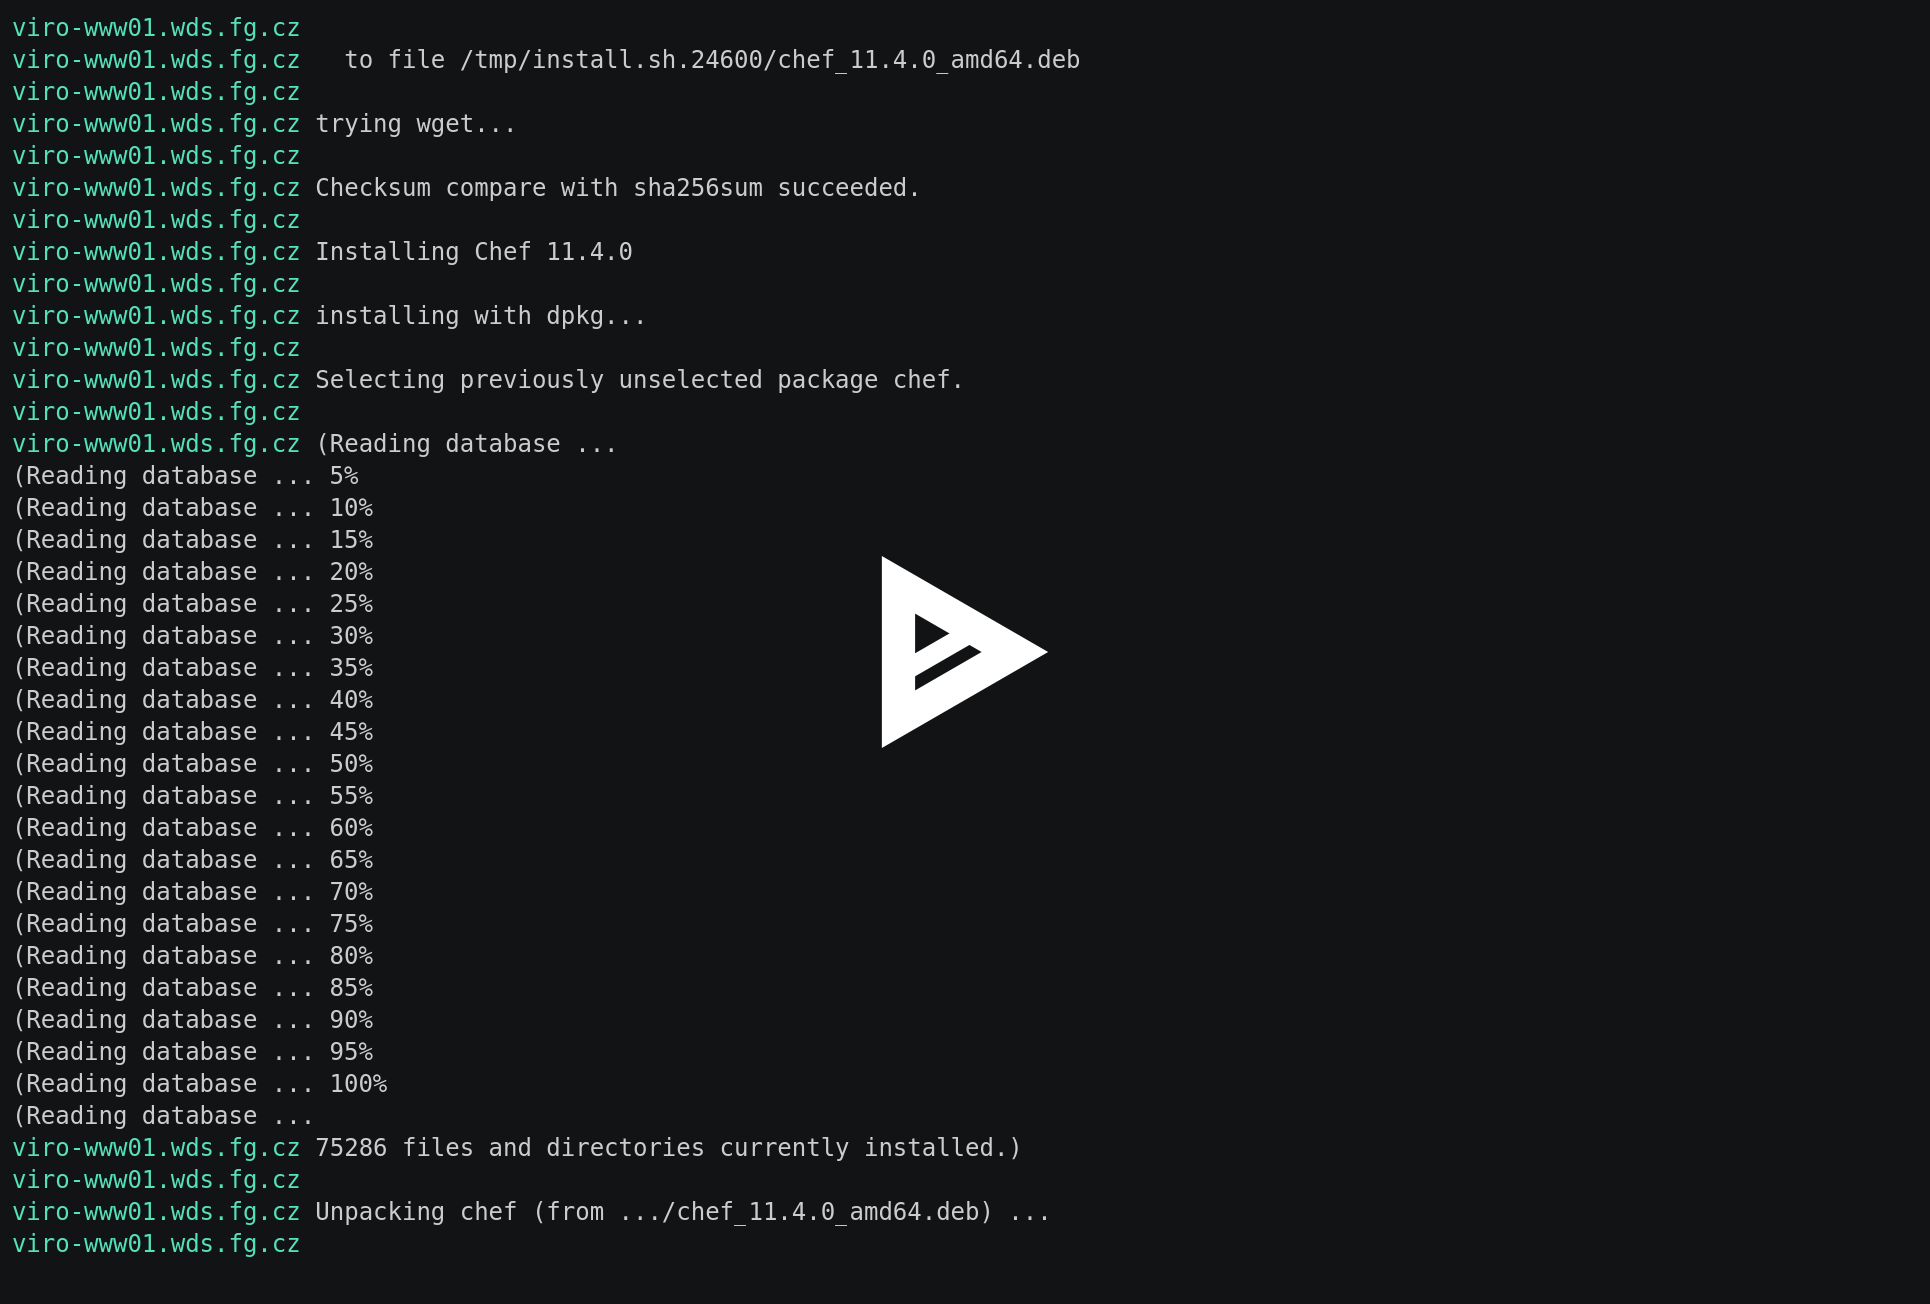 viro-www01.wds.fg.cz
viro-www01.wds.fg.cz   to file /tmp/install.sh.24600/chef_11.4.0_amd64.deb
viro-www01.wds.fg.cz
viro-www01.wds.fg.cz trying wget...
viro-www01.wds.fg.cz
viro-www01.wds.fg.cz Checksum compare with sha256sum succeeded.
viro-www01.wds.fg.cz
viro-www01.wds.fg.cz Installing Chef 11.4.0
viro-www01.wds.fg.cz
viro-www01.wds.fg.cz installing with dpkg...
viro-www01.wds.fg.cz
viro-www01.wds.fg.cz Selecting previously unselected package chef.
viro-www01.wds.fg.cz
viro-www01.wds.fg.cz (Reading database ...
(Reading database ... 5%
(Reading database ... 10%
(Reading database ... 15%
(Reading database ... 20%
(Reading database ... 25%
(Reading database ... 30%
(Reading database ... 35%
(Reading database ... 40%
(Reading database ... 45%
(Reading database ... 50%
(Reading database ... 55%
(Reading database ... 60%
(Reading database ... 65%
(Reading database ... 70%
(Reading database ... 75%
(Reading database ... 80%
(Reading database ... 85%
(Reading database ... 90%
(Reading database ... 95%
(Reading database ... 100%
(Reading database ...
viro-www01.wds.fg.cz 75286 files and directories currently installed.)
viro-www01.wds.fg.cz
viro-www01.wds.fg.cz Unpacking chef (from .../chef_11.4.0_amd64.deb) ...
viro-www01.wds.fg.cz